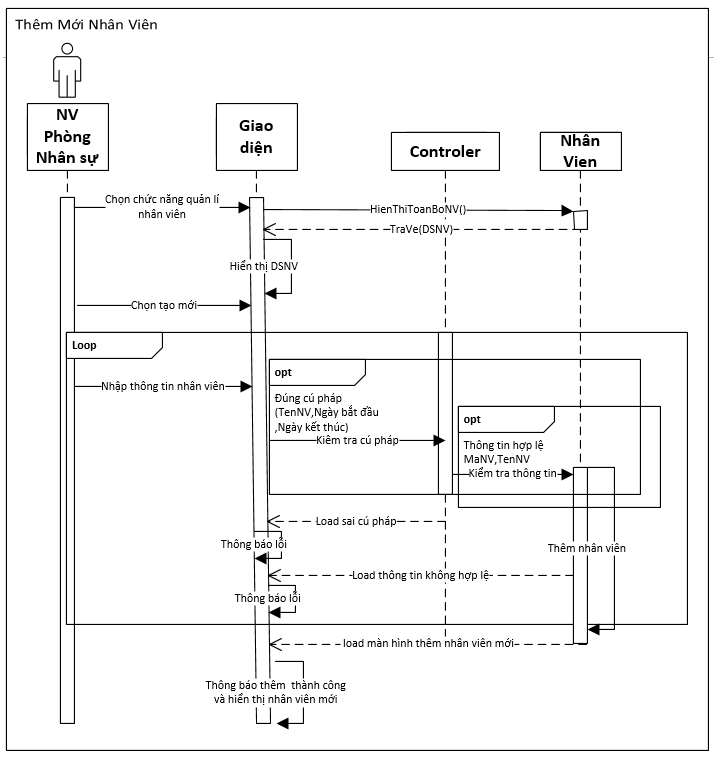 Thêm Mới Nhân Viên
NV
Phòng
Nhân sự
Giao
diện
Controler
Nhân
Vien
Chọn chức năng quản lí
nhân viên
HienThiToanBoNV()
TraVe(DSNV)
Hiển thị DSNV
Chọn tạo mới
Loop
opt
Nhập thông tin nhân viên
Đúng cú pháp
(TenNV,Ngày bắt đầu
,Ngày kết thúc)
Kiêm tra cú pháp
opt
Thông tin hợp lệ
MaNV,TenNV
Kiểm tra thông tin
Load sai cú pháp
Thông báo lỗi
Thêm nhân viên
Load thông tin không hợp lệ
Thông báo lỗi
load màn hình thêm nhân viên mới
Thông báo thêm thành công
và hiển thị nhân viên mới